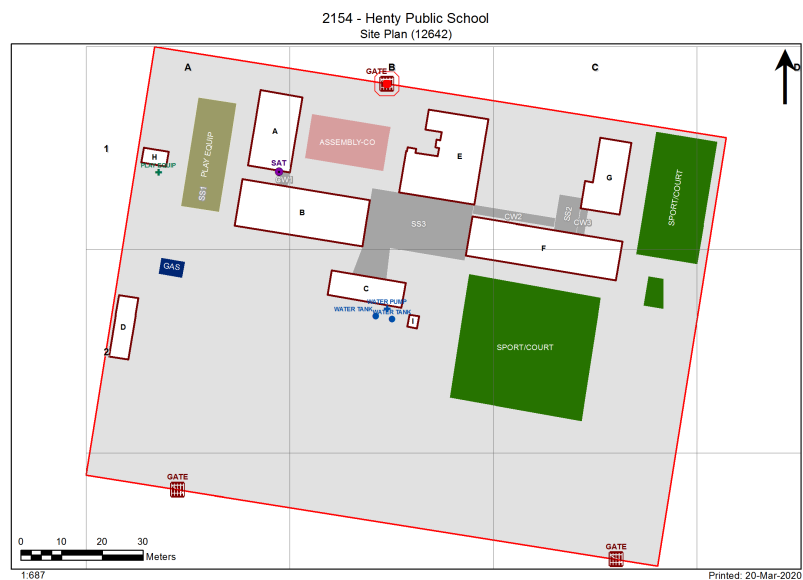 2154 - Henty Public School
Site Plan (12642)
A
B
C
D
GATE
1
A
ASSEMBLY-CO
E
H
PLAY EQUIP
SS1 PLAY EQUIP
SAT
CW1
G
SPORT/COURT
B
SS3
CW2
SS2
CW3
F
GAS
C
WATER PUMP
WATER TANK
WATER TANK
I
D
2
SPORT/COURT
GATE
GATE
0 10 20 30
Meters
1:687
Printed: 20-Mar-2020